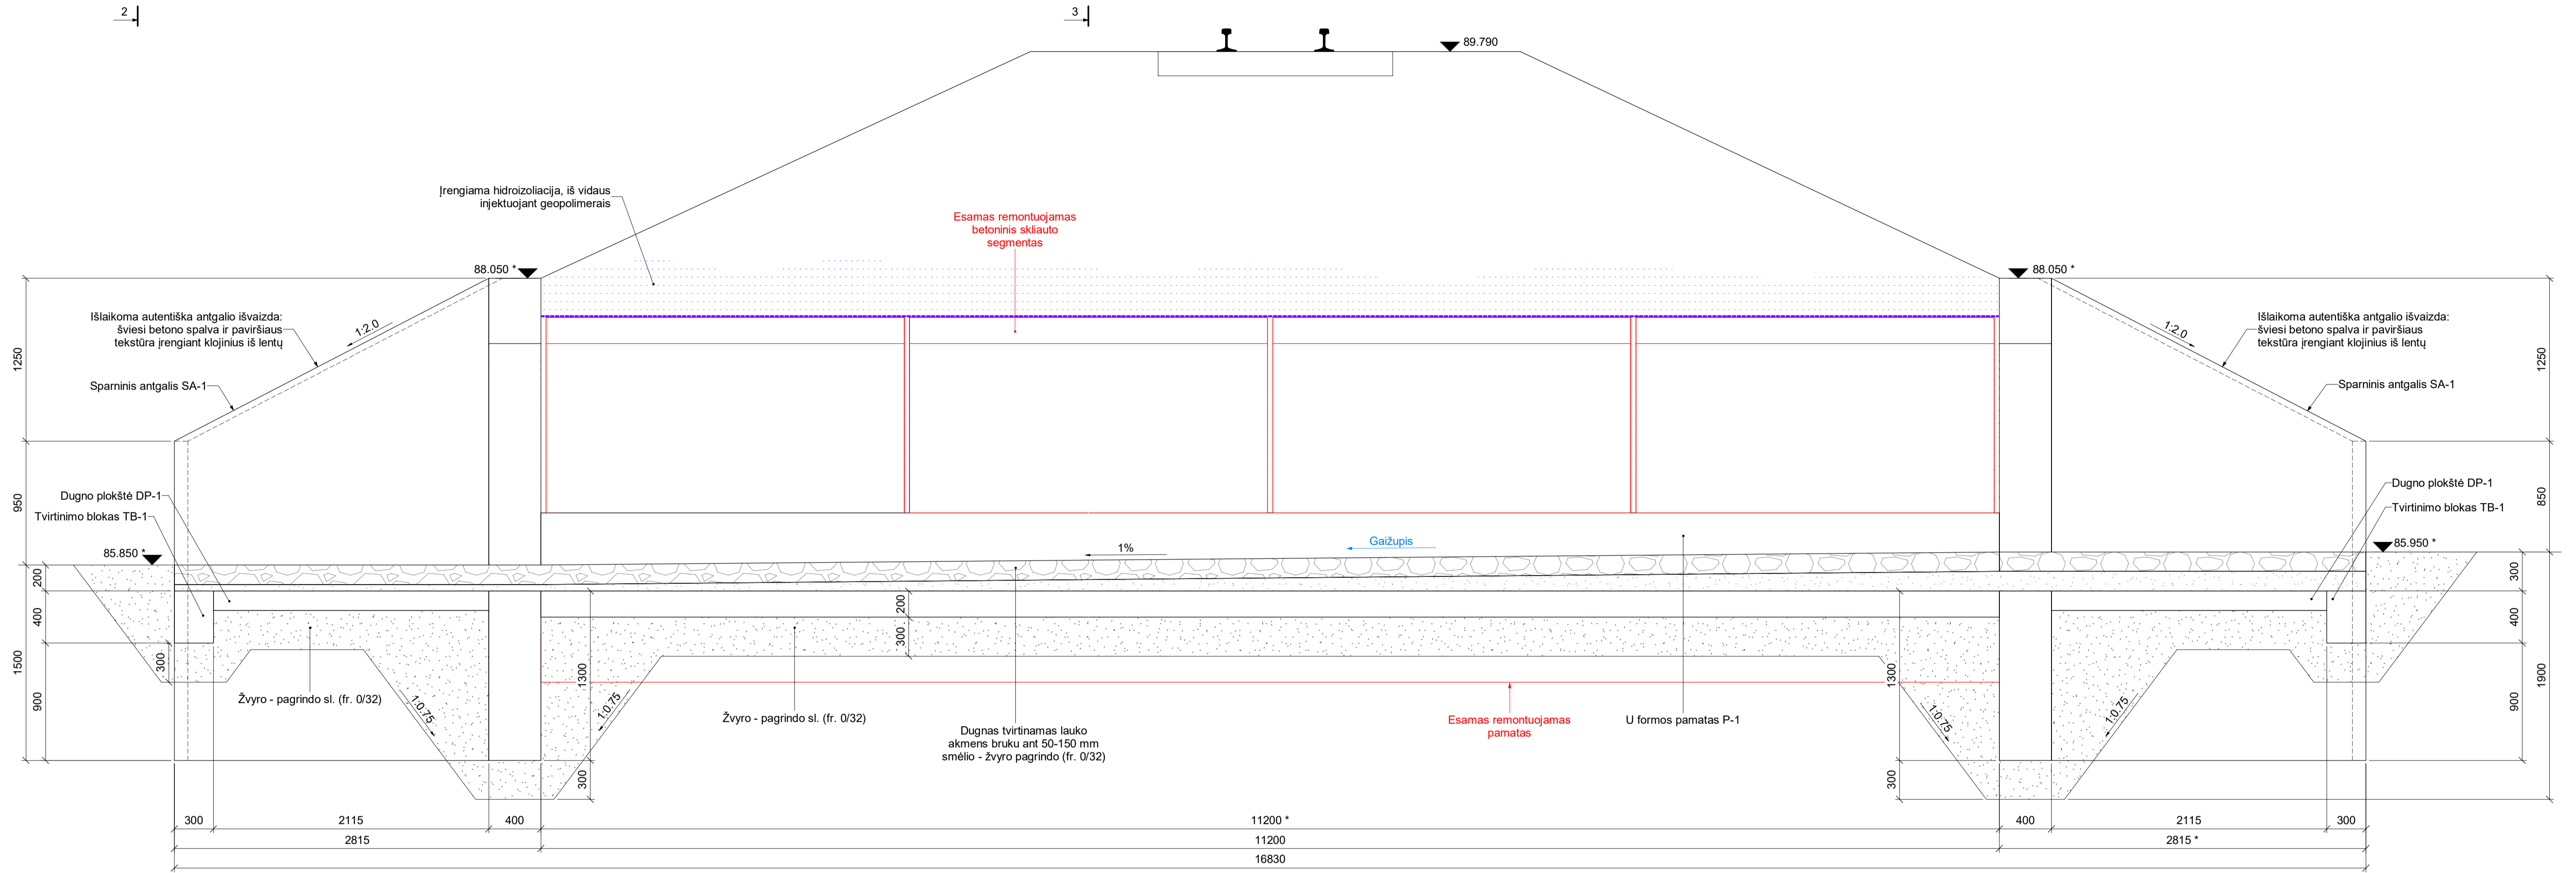 2
3
89.790
Įrengiama hidroizoliacija, iš vidaus
injektuojant geopolimerais
Esamas remontuojamas
betoninis skliauto
segmentas
88.050 *
88.050 *
Išlaikoma autentiška antgalio išvaizda:
šviesi betono spalva ir paviršiaus
tekstūra įrengiant klojinius iš lentų
1:2.0
1:2.0
Išlaikoma autentiška antgalio išvaizda:
šviesi betono spalva ir paviršiaus
tekstūra įrengiant klojinius iš lentų
1250
1250
Sparninis antgalis SA-1
Sparninis antgalis SA-1
950
850
Dugno plokštė DP-1
Tvirtinimo blokas TB-1
Dugno plokštė DP-1
Tvirtinimo blokas TB-1
85.850 *
1%
Gaižupis
85.950 *
200
400
1500
900
300
200
300
1300
300
1300
300
300
400
900
1900
1:0.75
1:0.75
1:0.75
1:0.75
Žvyro - pagrindo sl. (fr. 0/32)
Žvyro - pagrindo sl. (fr. 0/32)
Dugnas tvirtinamas lauko
akmens bruku ant 50-150 mm
smėlio - žvyro pagrindo (fr. 0/32)
Esamas remontuojamas
pamatas
U formos pamatas P-1
300
2115
400
11200 *
400
2115
300
2815
11200
2815 *
16830